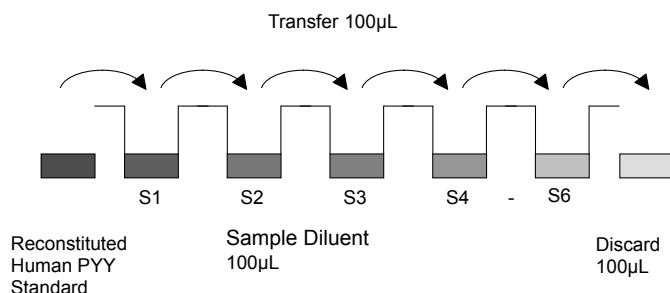 Transfer 100µL
S1 S2 S3 S4 - S6
Reconstituted
Human PYY
Standard
Sample Diluent
100µL
Discard
100µL